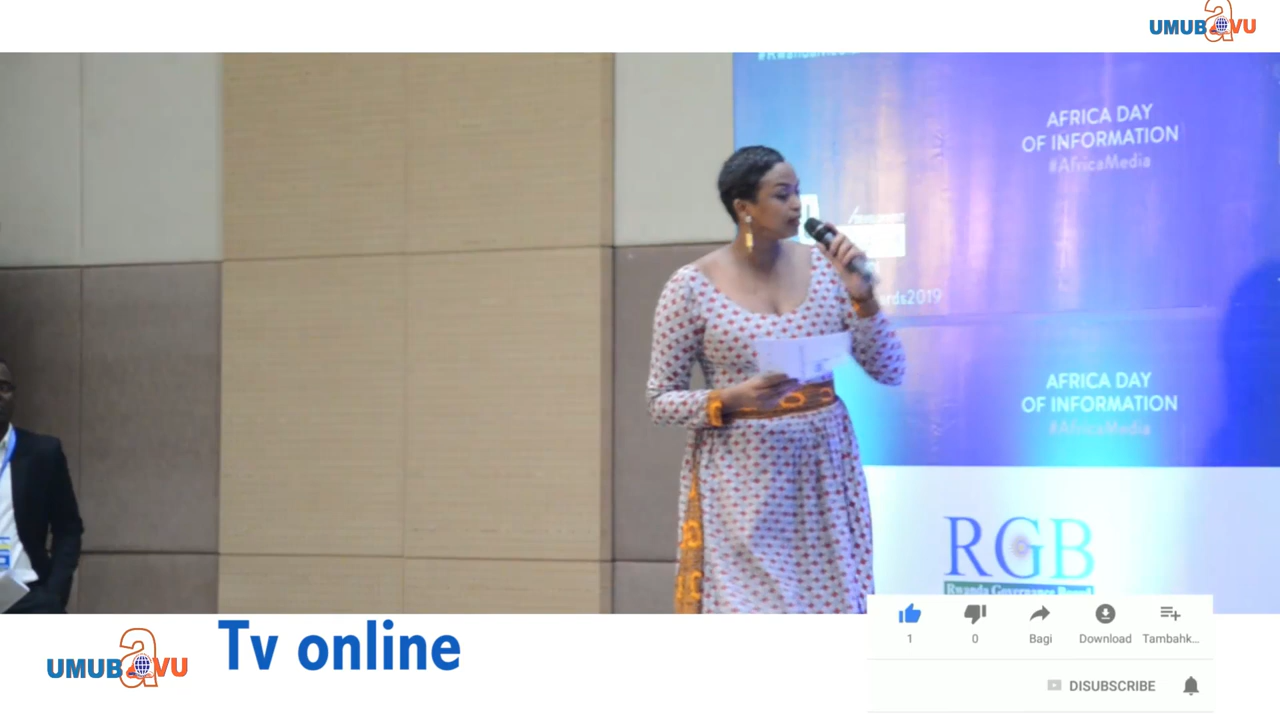 UMUBaVU
AFRICA DAY
OF INFORMATION
#AfricaMedia
rds2019
AFRICA DAY
OF INFORMATION
#AfricaMedia
RGB
Rwanda Governance Board
UMUBaVU
Tv online
1
0
Bagi
Download
Tambahk...
DISUBSCRIBE